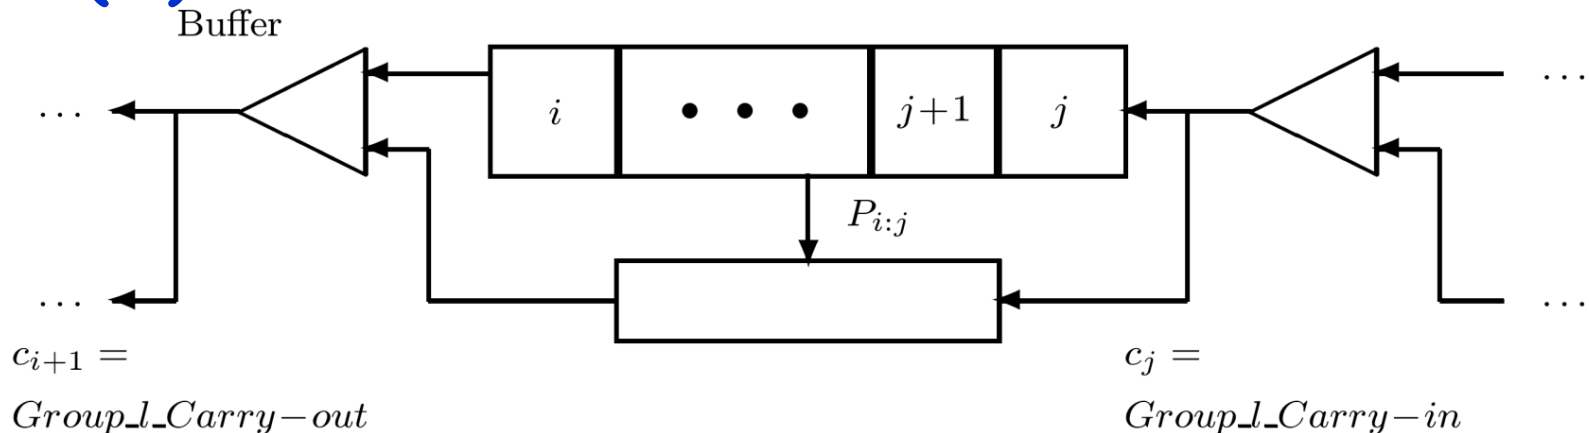 Buffer
... i • • • j+1 j ...
P_{i:j}
... ...
c_{i+1} = c_j =
Group_l_Carry−out Group_l_Carry−in